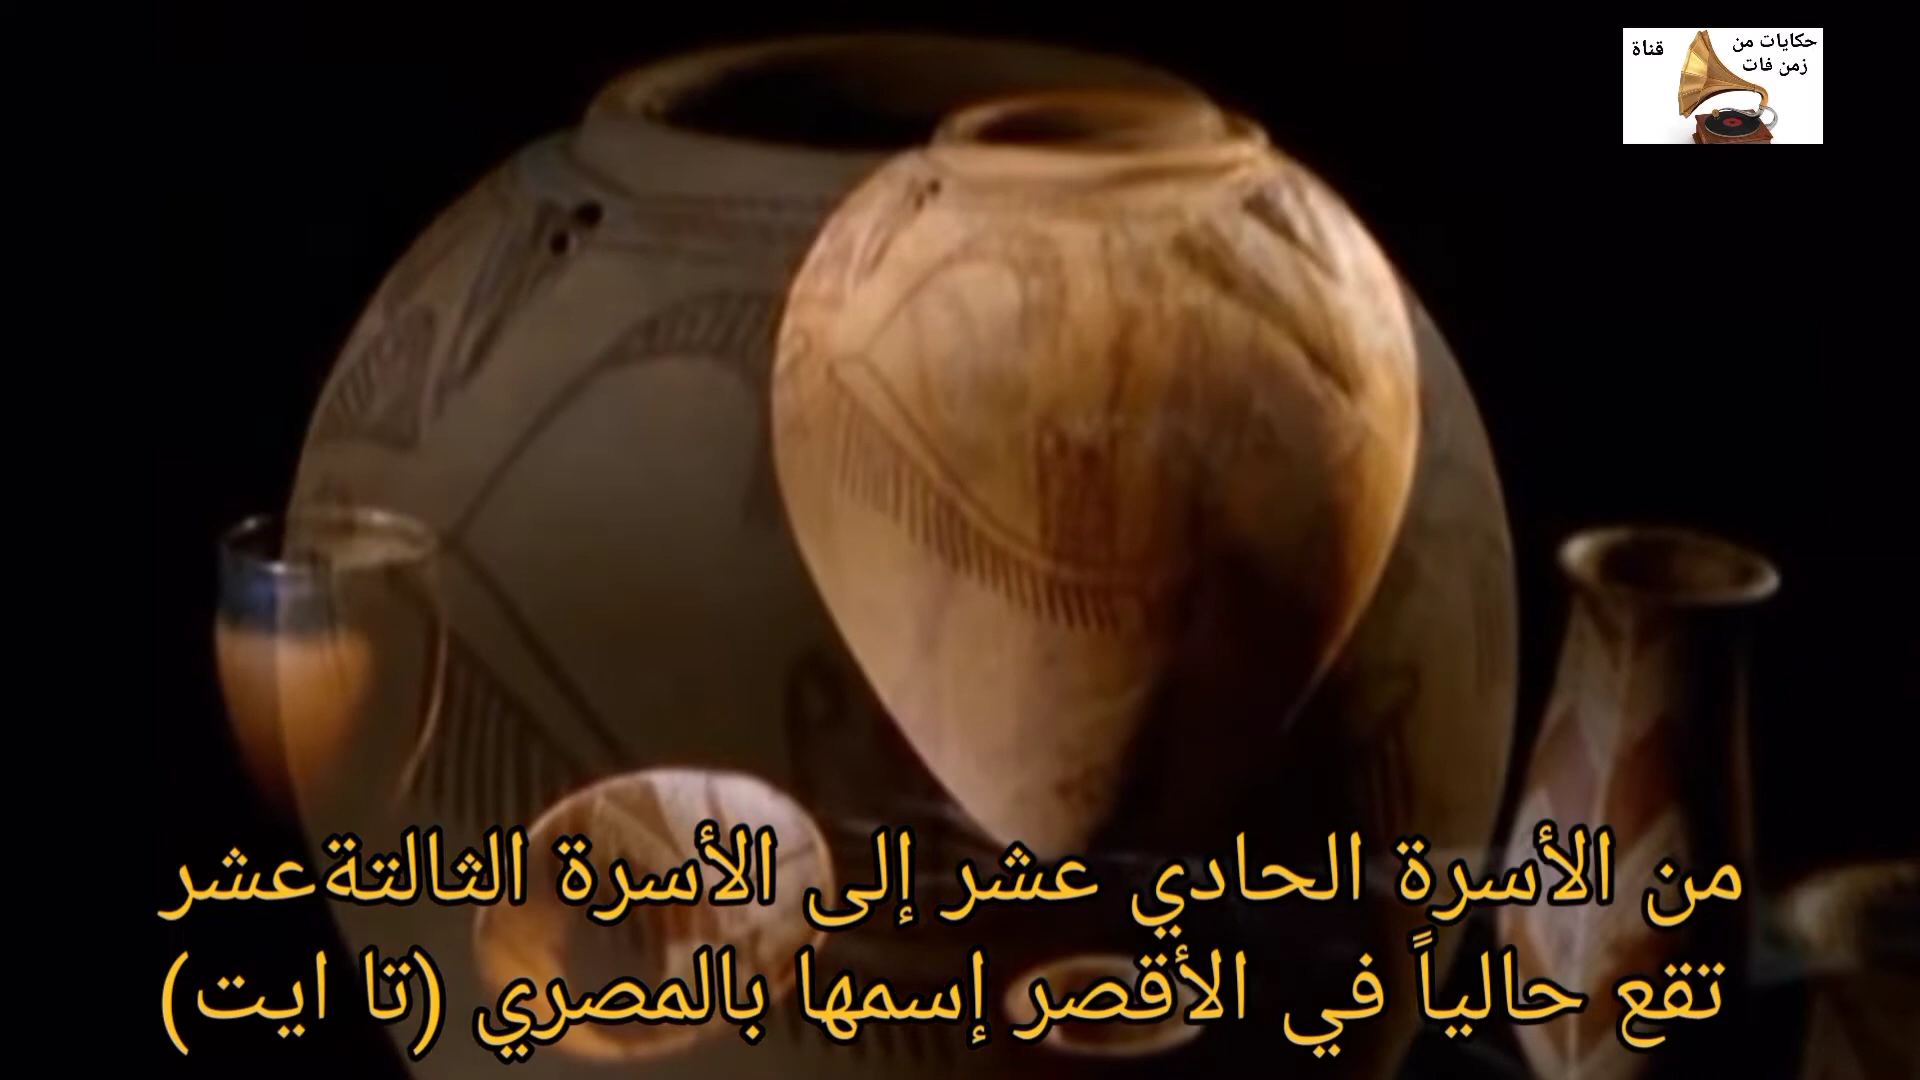 قناة
حكايات من
زمن فات
من الأسرة الحادي عشر إلى الأسرة الثالتةعشر
تقع حالياً في الأقصر إسمها بالمصري (تا ايت)